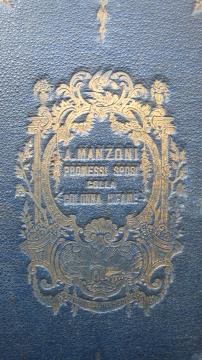 A. MANZONI
PROMESSI SPOSI
COLLA
COLONNA INFAME